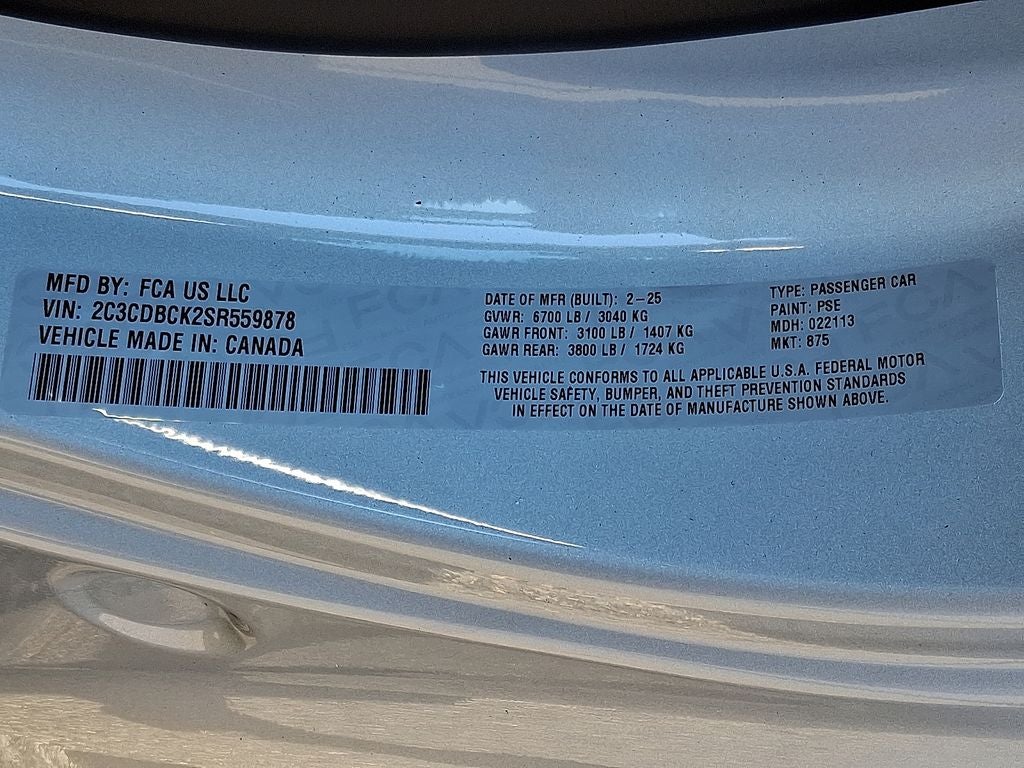 MFD BY: FCA US LLC
VIN: 2C3CDBCK2SR559878
VEHICLE MADE IN: CANADA
DATE OF MFR (BUILT): 2-25
GVWR: 6700 LB / 3040 KG
GAWR FRONT: 3100 LB / 1407 KG
GAWR REAR: 3800 LB / 1724 KG
TYPE: PASSENGER CAR
PAINT: PSE
MDH: 022113
MKT: 875
THIS VEHICLE CONFORMS TO ALL APPLICABLE U.S.A. FEDERAL MOTOR
VEHICLE SAFETY, BUMPER, AND THEFT PREVENTION STANDARDS
IN EFFECT ON THE DATE OF MANUFACTURE SHOWN ABOVE.